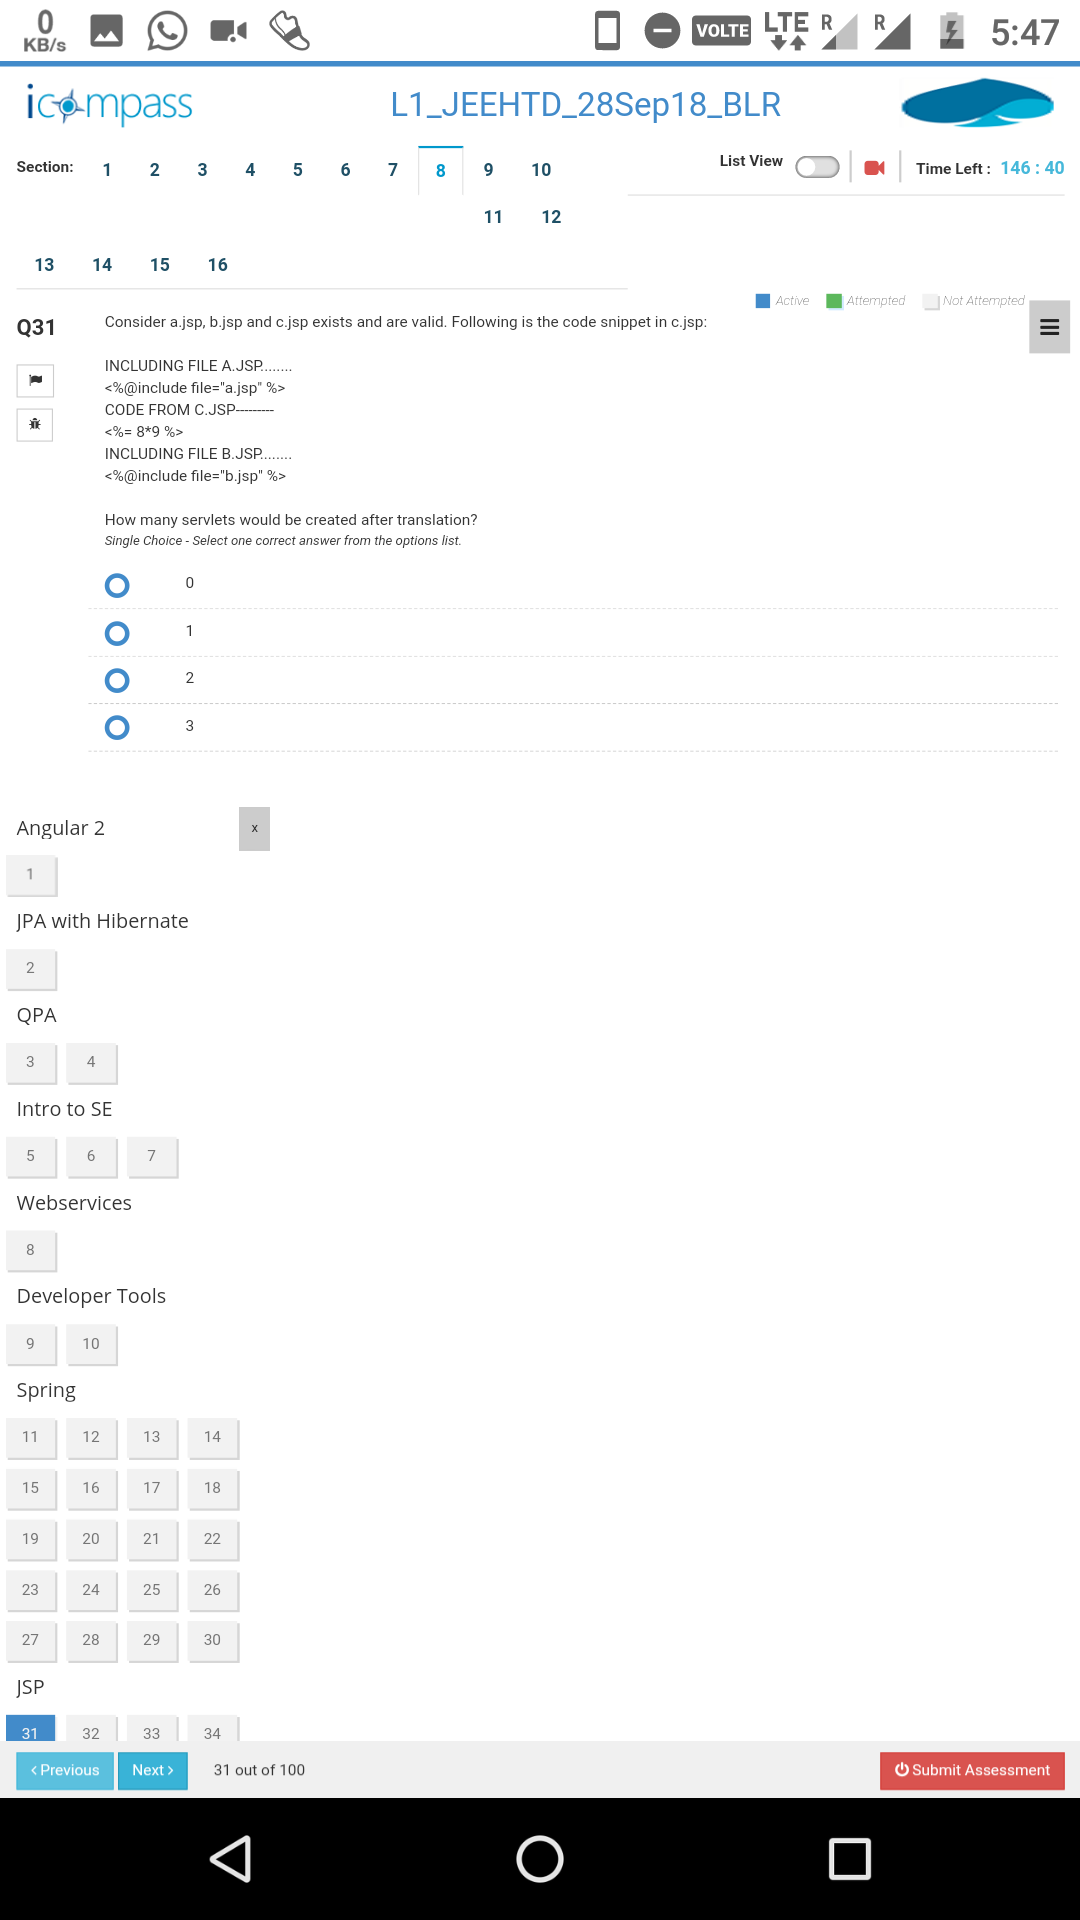 0
KB/s
VOLTE
LTE
R
R
5:47
icompass
L1_JEEHTD_28Sep18_BLR
Section: 1 2 3 4 5 6 7 8 9 10
List View
Time Left : 146 : 40
11 12
13 14 15 16
Active Attempted Not Attempted
Q31
Consider a.jsp, b.jsp and c.jsp exists and are valid. Following is the code snippet in c.jsp:
INCLUDING FILE A.JSP........
<%@include file="a.jsp" %>
CODE FROM C.JSP---------
<%= 8*9 %>
INCLUDING FILE B.JSP........
<%@include file="b.jsp" %>
How many servlets would be created after translation?
Single Choice - Select one correct answer from the options list.
0
1
2
3
Angular 2
x
1
JPA with Hibernate
2
QPA
3 4
Intro to SE
5 6 7
Webservices
8
Developer Tools
9 10
Spring
11 12 13 14
15 16 17 18
19 20 21 22
23 24 25 26
27 28 29 30
JSP
31 32 33 34
‹ Previous Next › 31 out of 100
Submit Assessment